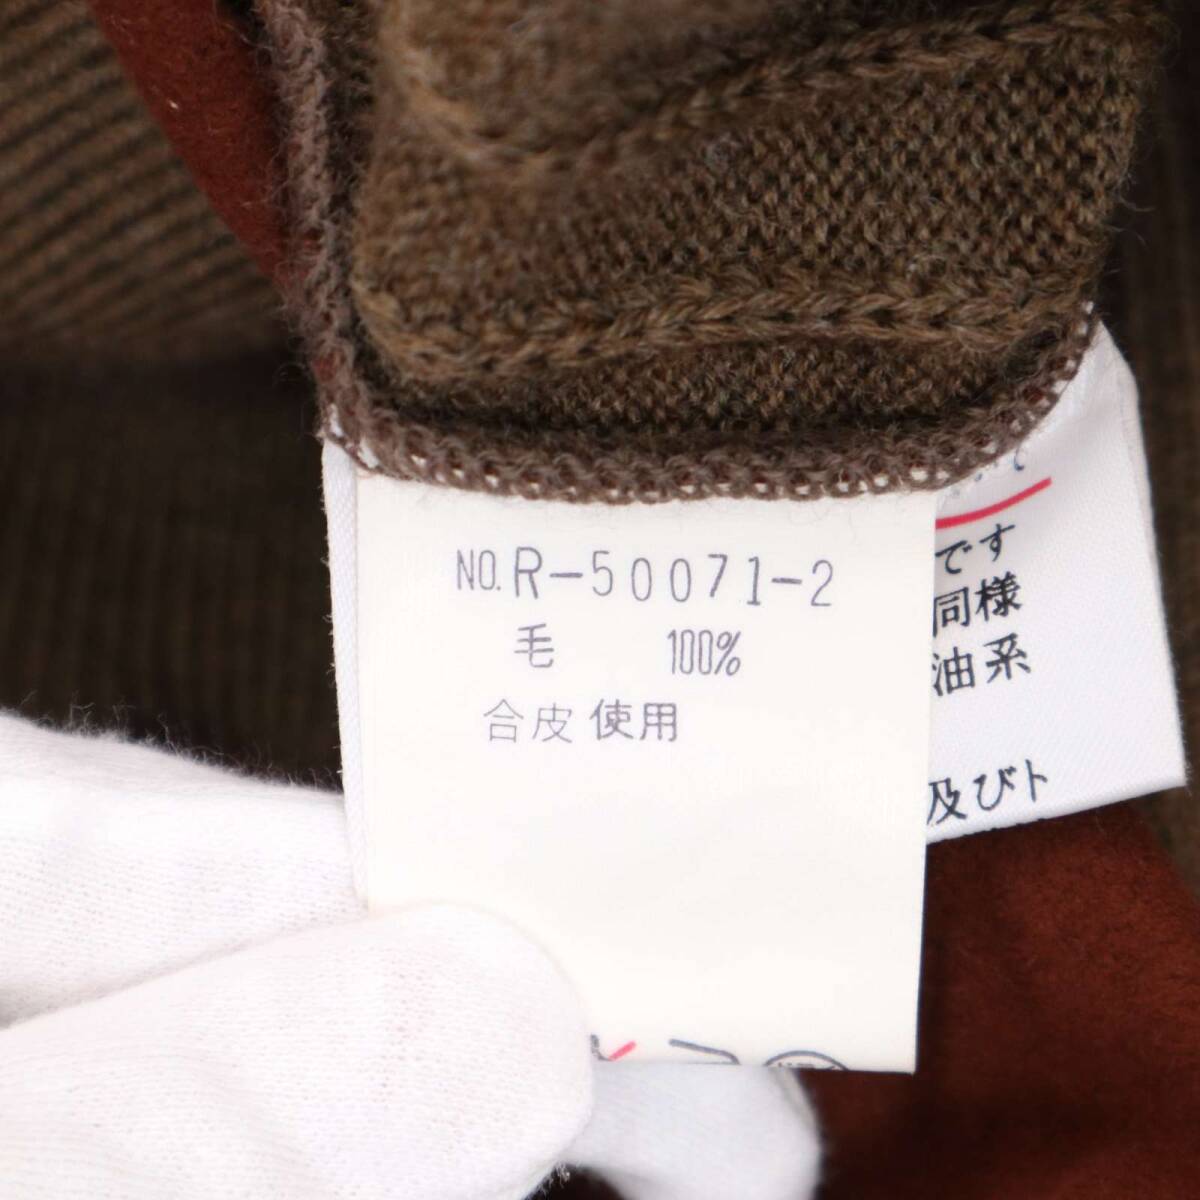 NO. R-50071-2
毛 100%
合皮 使用
です
同様
油系
及びト